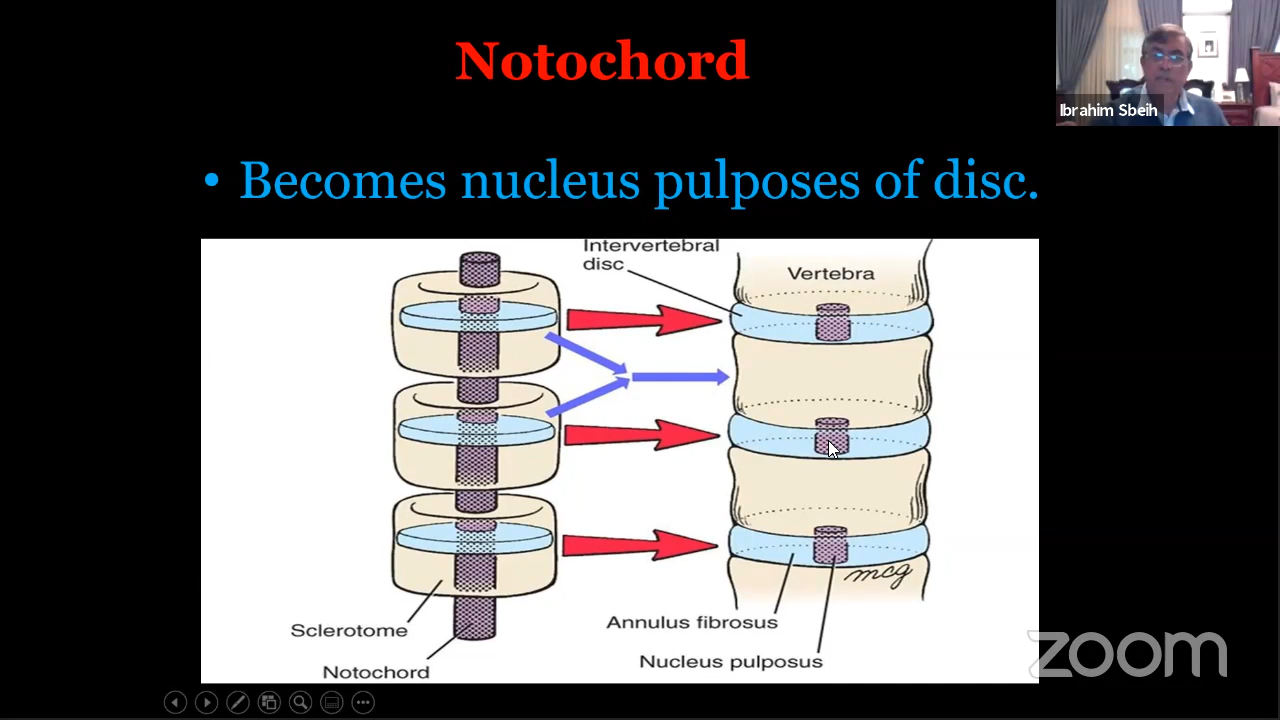 Notochord
Ibrahim Sbeih
• Becomes nucleus pulposes of disc.
Intervertebral
disc
Vertebra
mcg
Annulus fibrosus
Sclerotome
Nucleus pulposus
Notochord
zoom